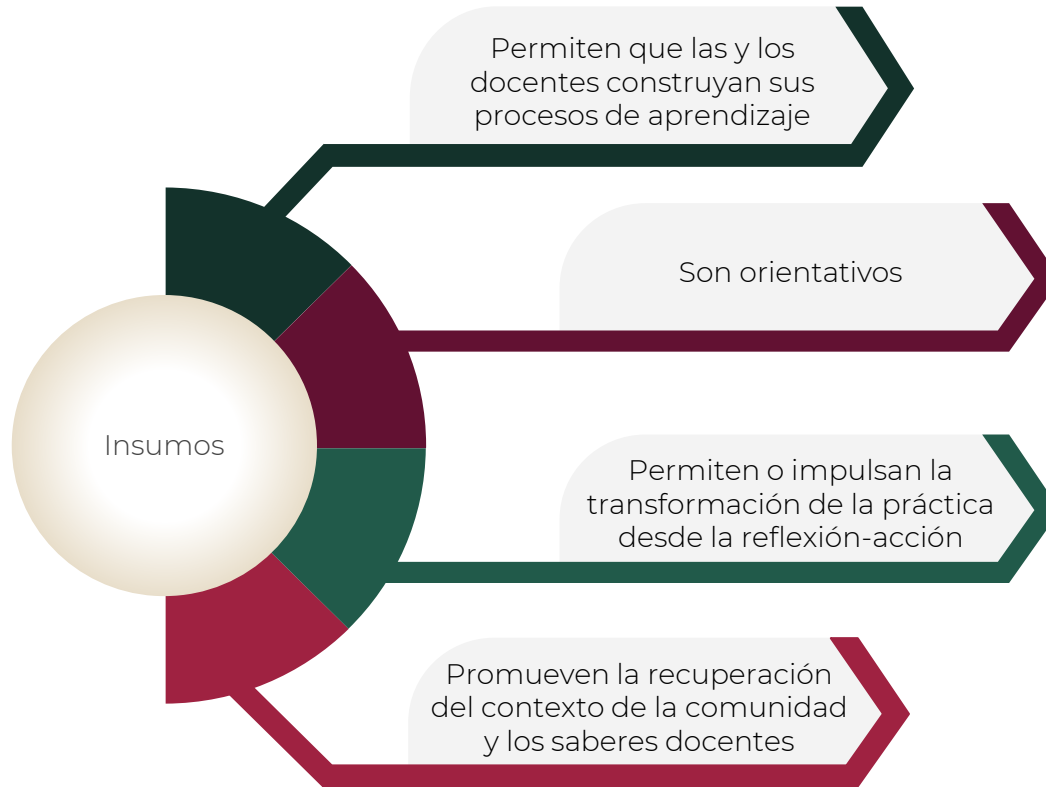 Permiten que las y los
docentes construyan sus
procesos de aprendizaje
Son orientativos
Insumos
Permiten o impulsan la
transformación de la práctica
desde la reflexión-acción
Promueven la recuperación
del contexto de la comunidad
y los saberes docentes